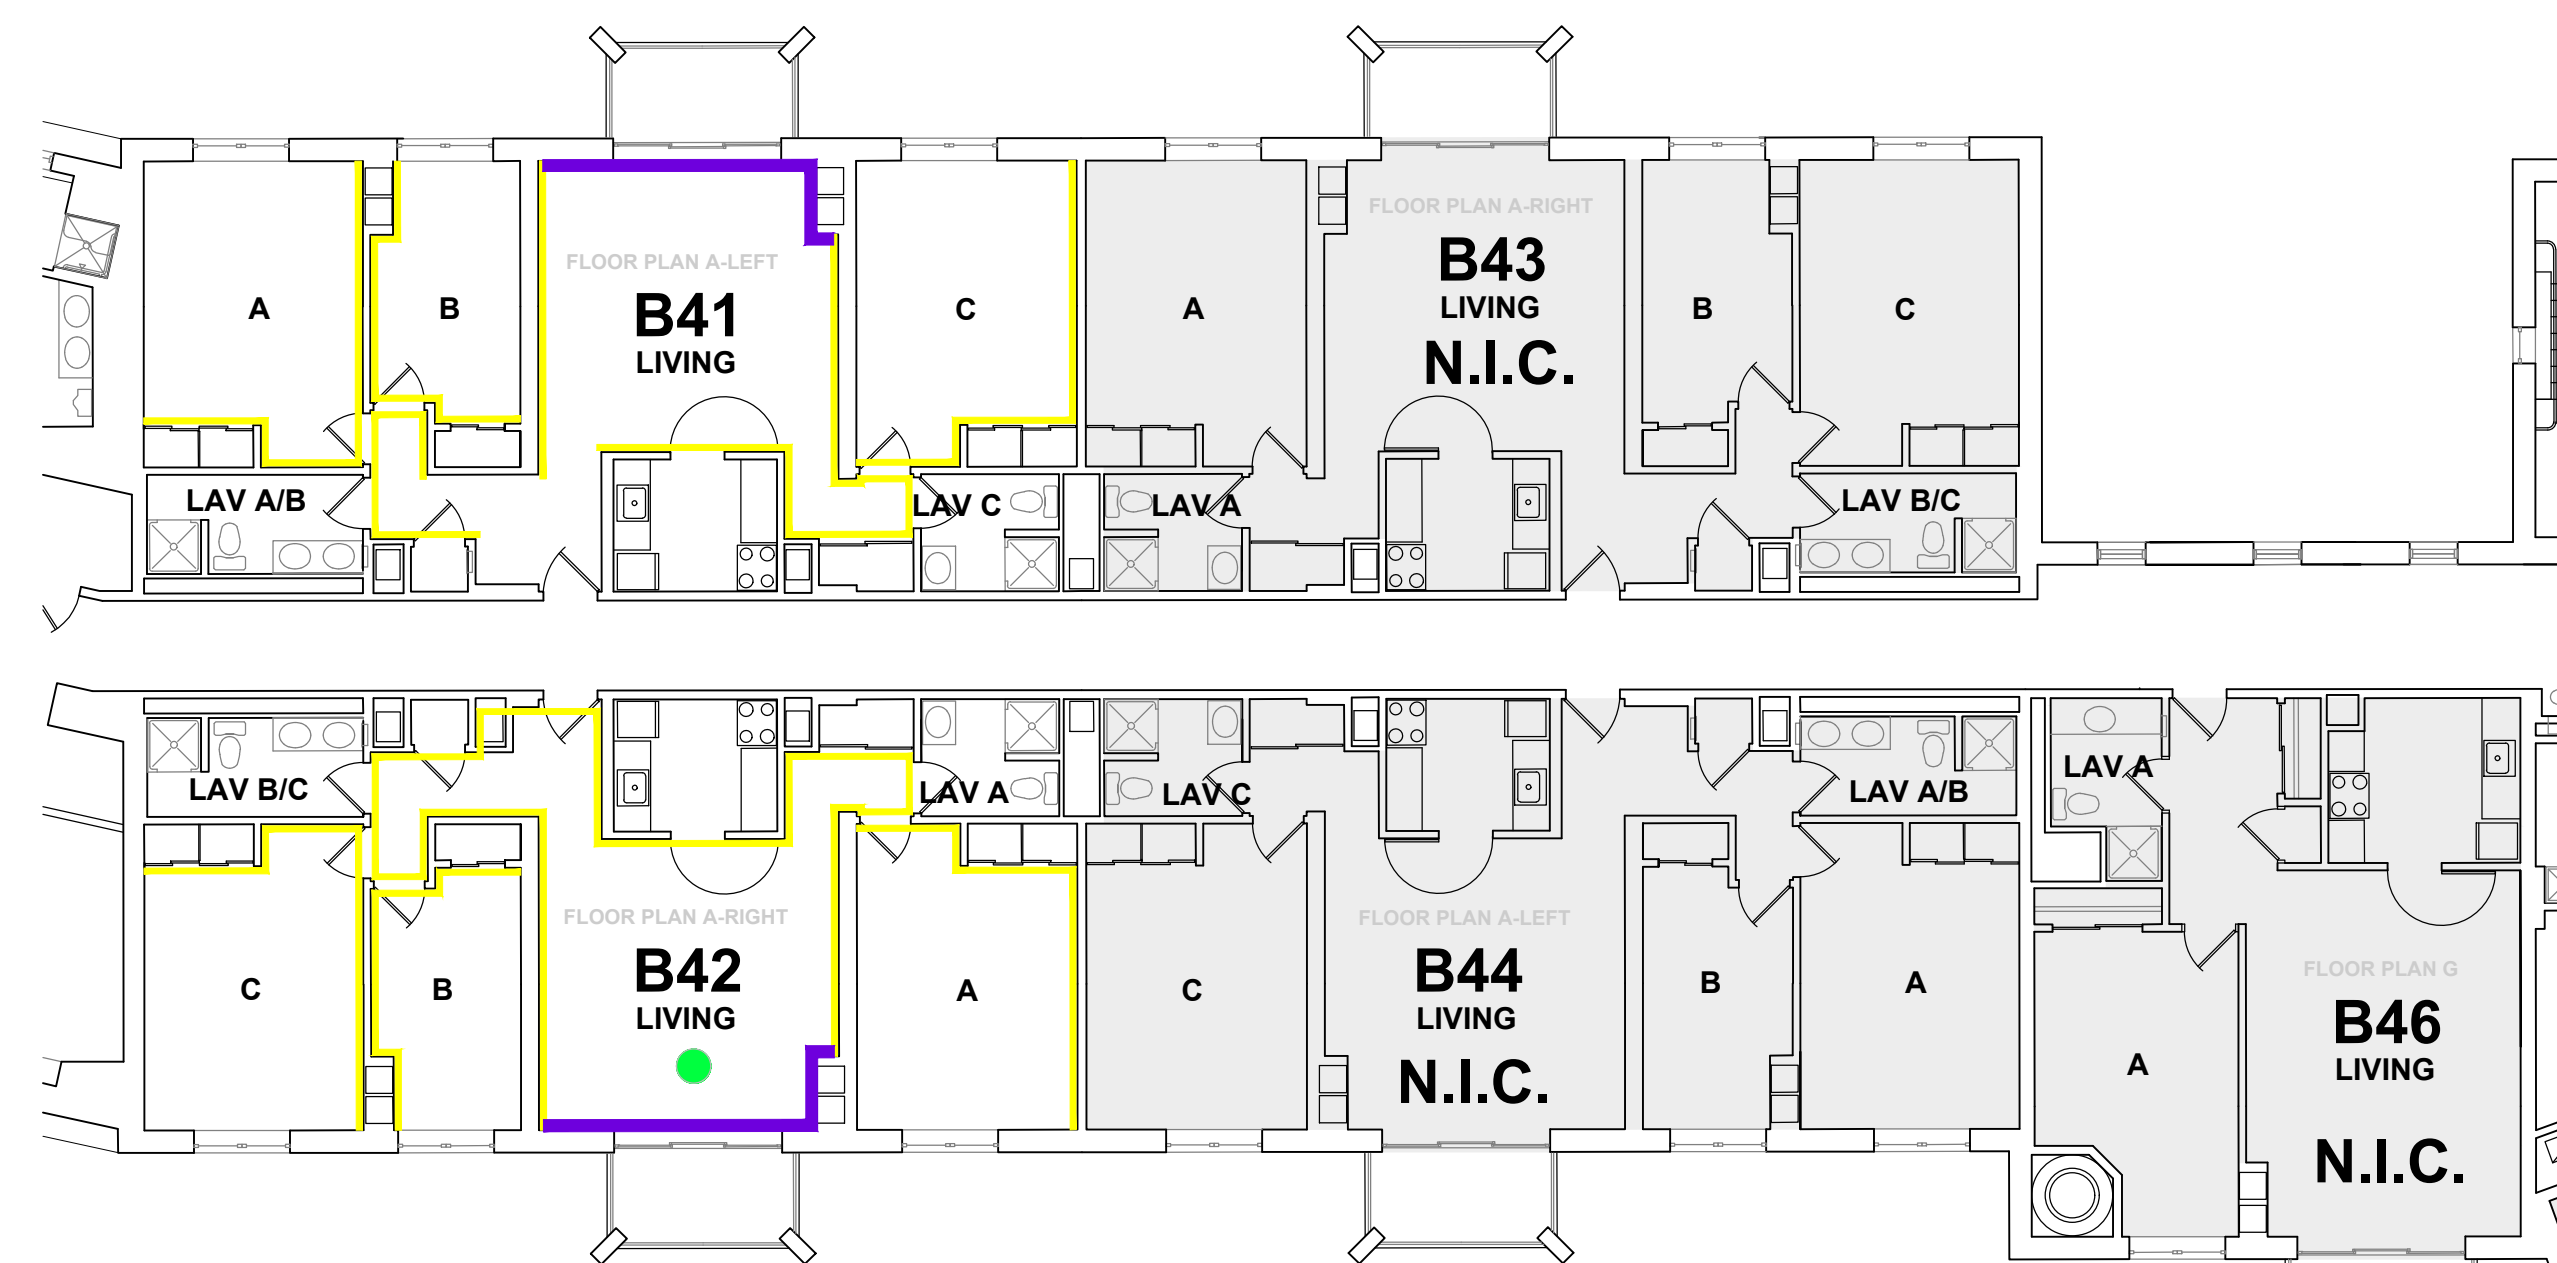 FLOOR PLAN A-LEFT
B41
LIVING
A
B
C
LAV A/B
LAV C
FLOOR PLAN A-RIGHT
B43
LIVING
N.I.C.
A
B
C
LAV A
LAV B/C
LAV B/C
LAV A
FLOOR PLAN A-RIGHT
B42
LIVING
C
B
A
LAV C
LAV A/B
FLOOR PLAN A-LEFT
B44
LIVING
N.I.C.
C
B
A
LAV A
FLOOR PLAN G
B46
LIVING
N.I.C.
A